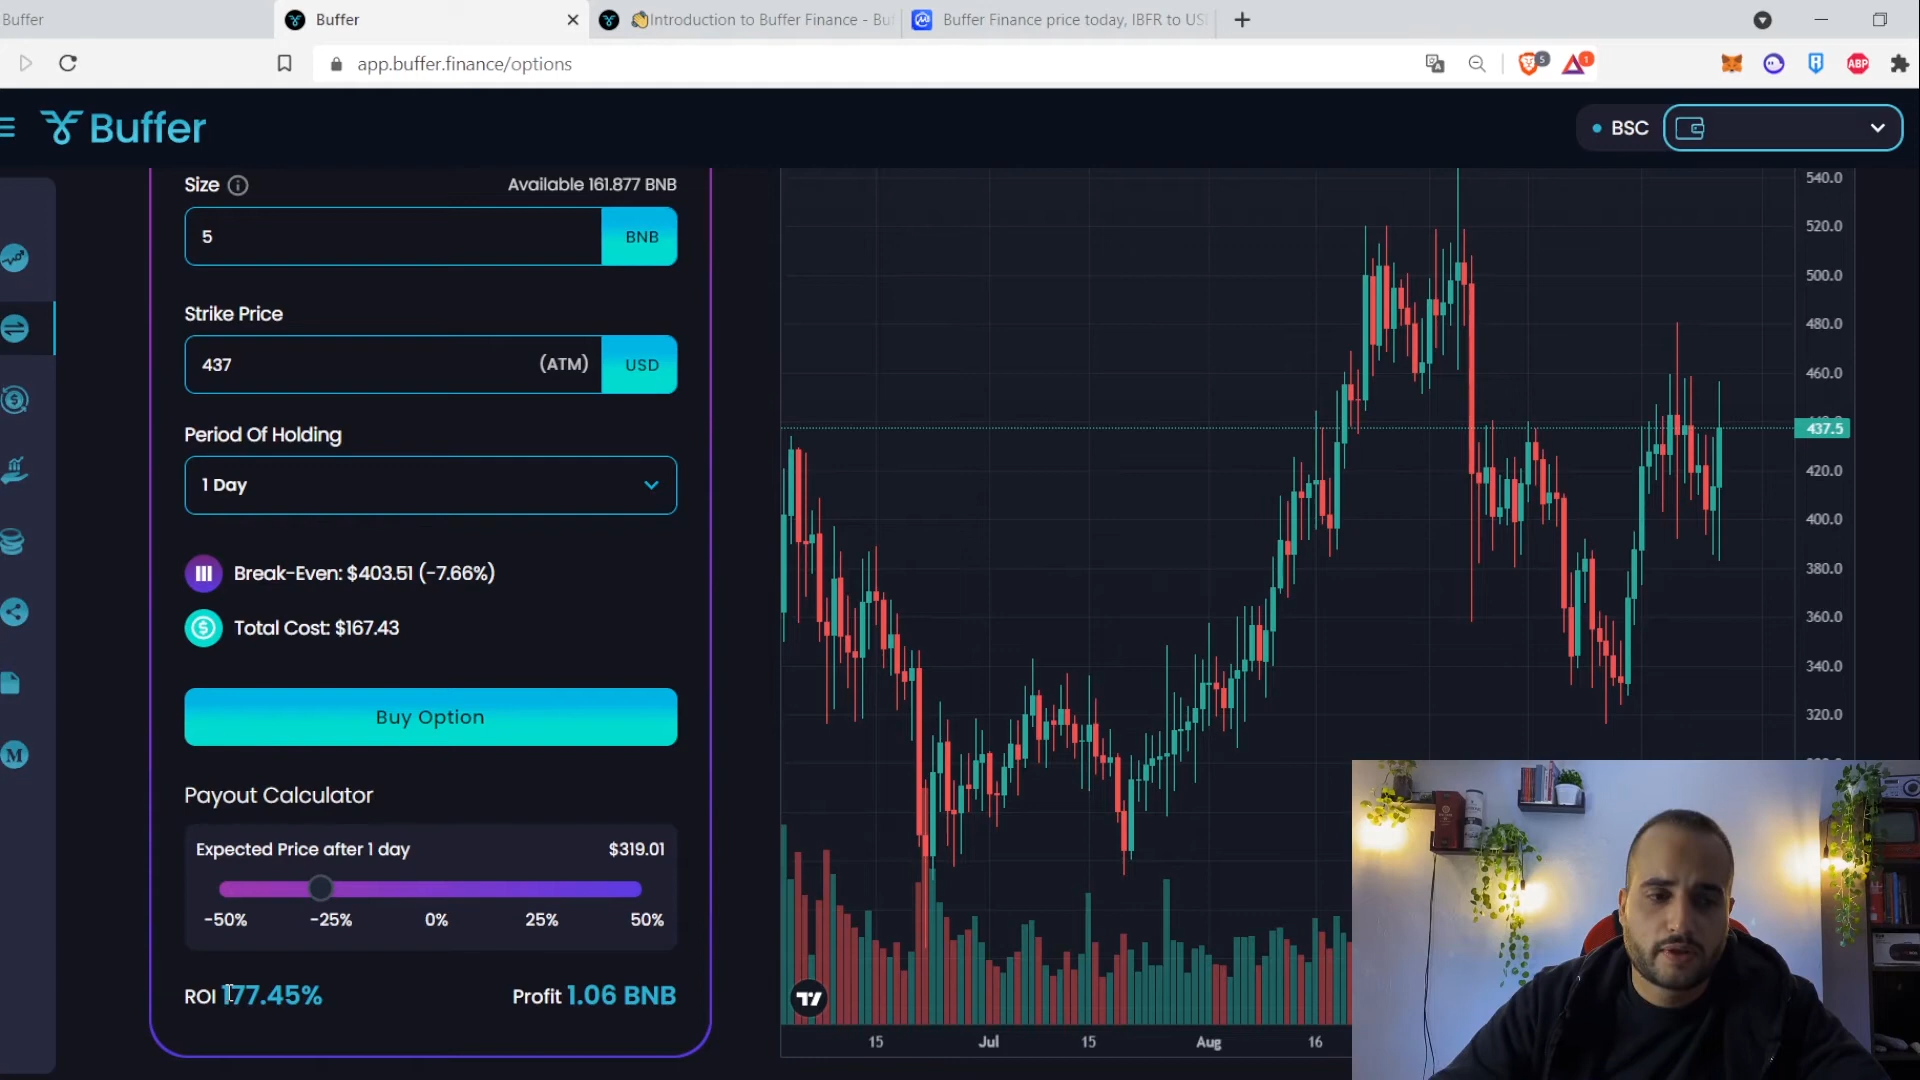 Buffer
Buffer
👋Introduction to Buffer Finance - Bu
Buffer Finance price today, IBFR to US
app.buffer.finance/options
5
1
ABP
Buffer
BSC
Size
Available 161.877 BNB
5
BNB
Strike Price
437
(ATM)
USD
Period Of Holding
1 Day
Break-Even: $403.51 (-7.66%)
Total Cost: $167.43
Buy Option
Payout Calculator
Expected Price after 1 day
$319.01
-50%
-25%
0%
25%
50%
ROI 177.45%
Profit 1.06 BNB
M
540.0
520.0
500.0
480.0
460.0
437.5
420.0
400.0
380.0
360.0
340.0
320.0
15
Jul
15
Aug
16